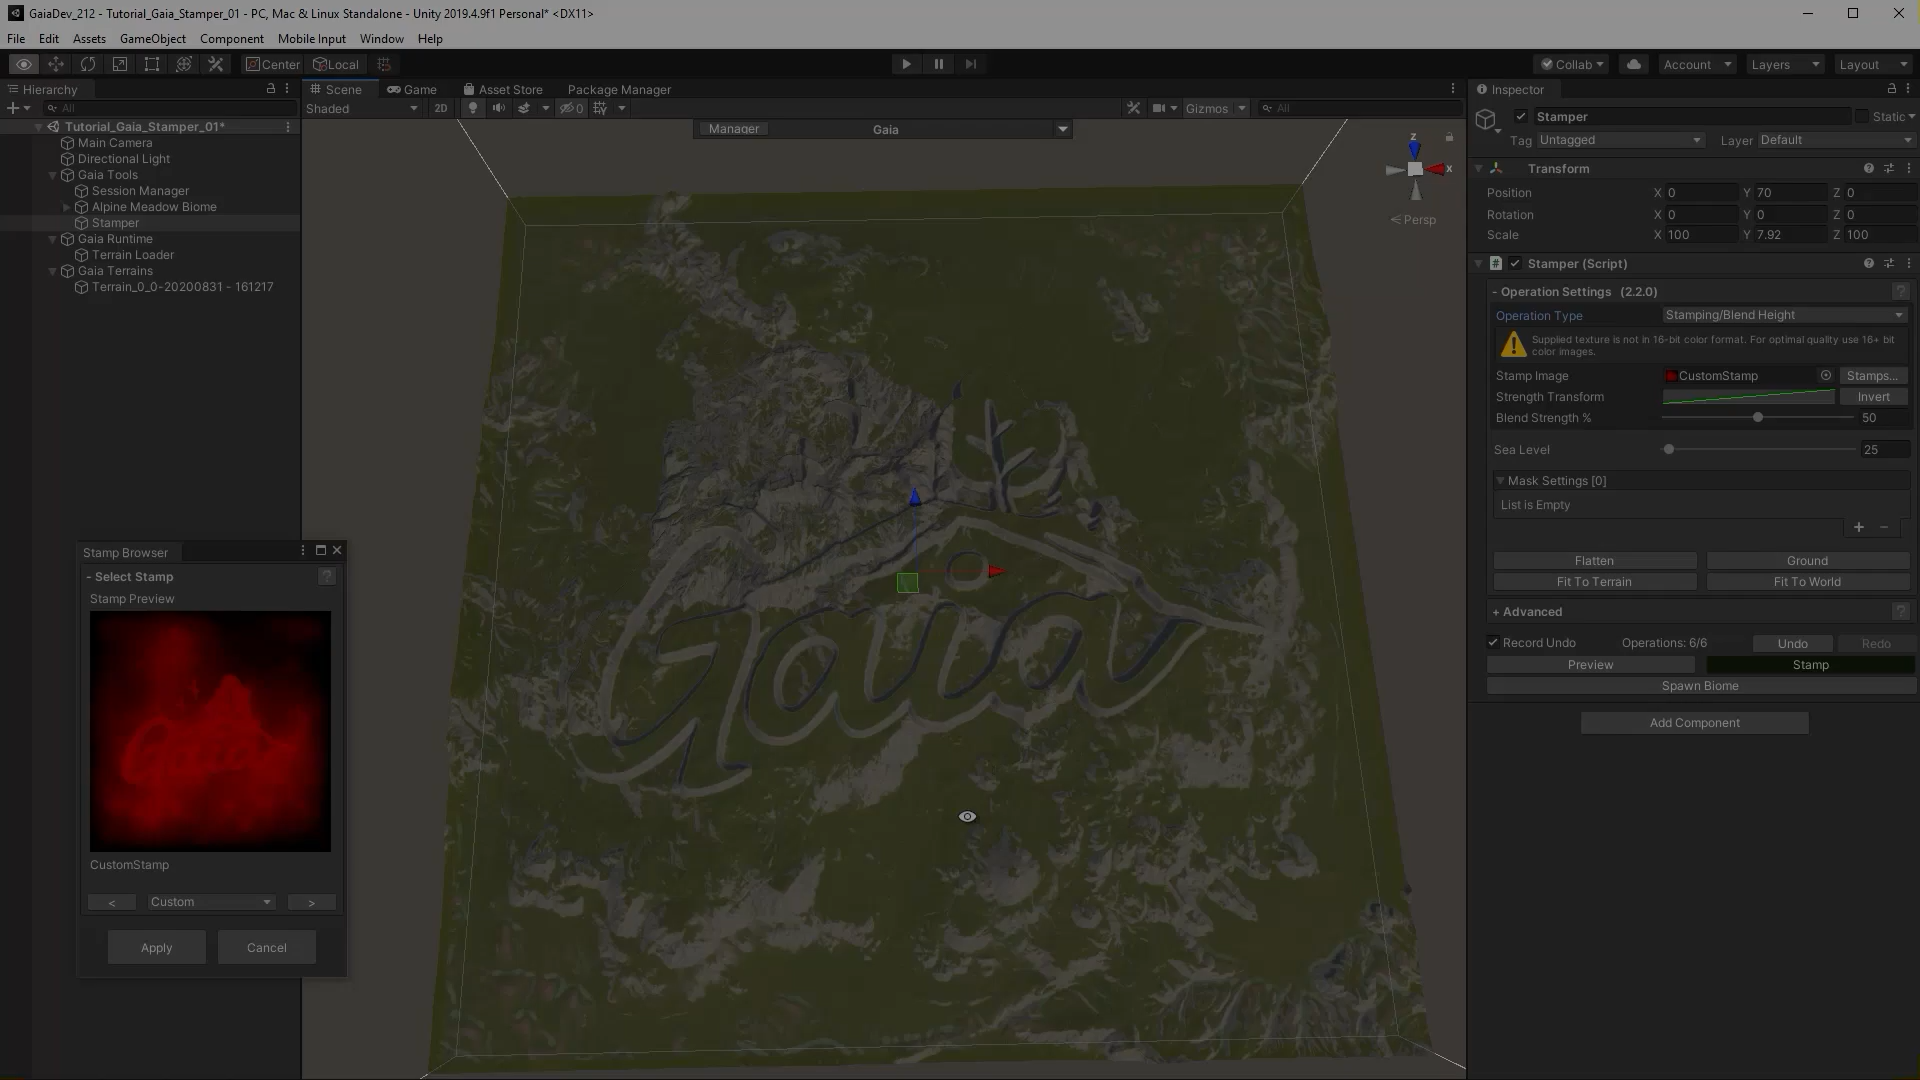 GaiaDev_212 - Tutorial_Gaia_Stamper_01 - PC, Mac & Linux Standalone - Unity 2019.4.9f1 Personal* <DX11>
File Edit Assets GameObject Component Mobile Input Window Help
Center Local Collab Account Layers Layout
Hierarchy
All
Tutorial_Gaia_Stamper_01*
Main Camera
Directional Light
Gaia Tools
Session Manager
Alpine Meadow Biome
Stamper
Gaia Runtime
Terrain Loader
Gaia Terrains
Terrain_0_0-20200831 - 161217
Scene Game Asset Store Package Manager
Shaded 2D 0 Gizmos All
Manager Gaia
z
x
< Persp
Gaia
Stamp Browser
- Select Stamp ?
Stamp Preview
Gaia
CustomStamp
< Custom >
Apply Cancel
Inspector
Stamper Static
Tag Untagged Layer Default
Transform
Position X 0 Y 70 Z 0
Rotation X 0 Y 0 Z 0
Scale X 100 Y 7.92 Z 100
# Stamper (Script)
- Operation Settings (2.2.0) ?
Operation Type Stamping/Blend Height
Supplied texture is not in 16-bit color format. For optimal quality use 16+ bit
color images.
Stamp Image CustomStamp Stamps...
Strength Transform Invert
Blend Strength % 50
Sea Level 25
Mask Settings [0]
List is Empty
+ −
Flatten Ground
Fit To Terrain Fit To World
+ Advanced ?
Record Undo Operations: 6/6 Undo Redo
Preview Stamp
Spawn Biome
Add Component